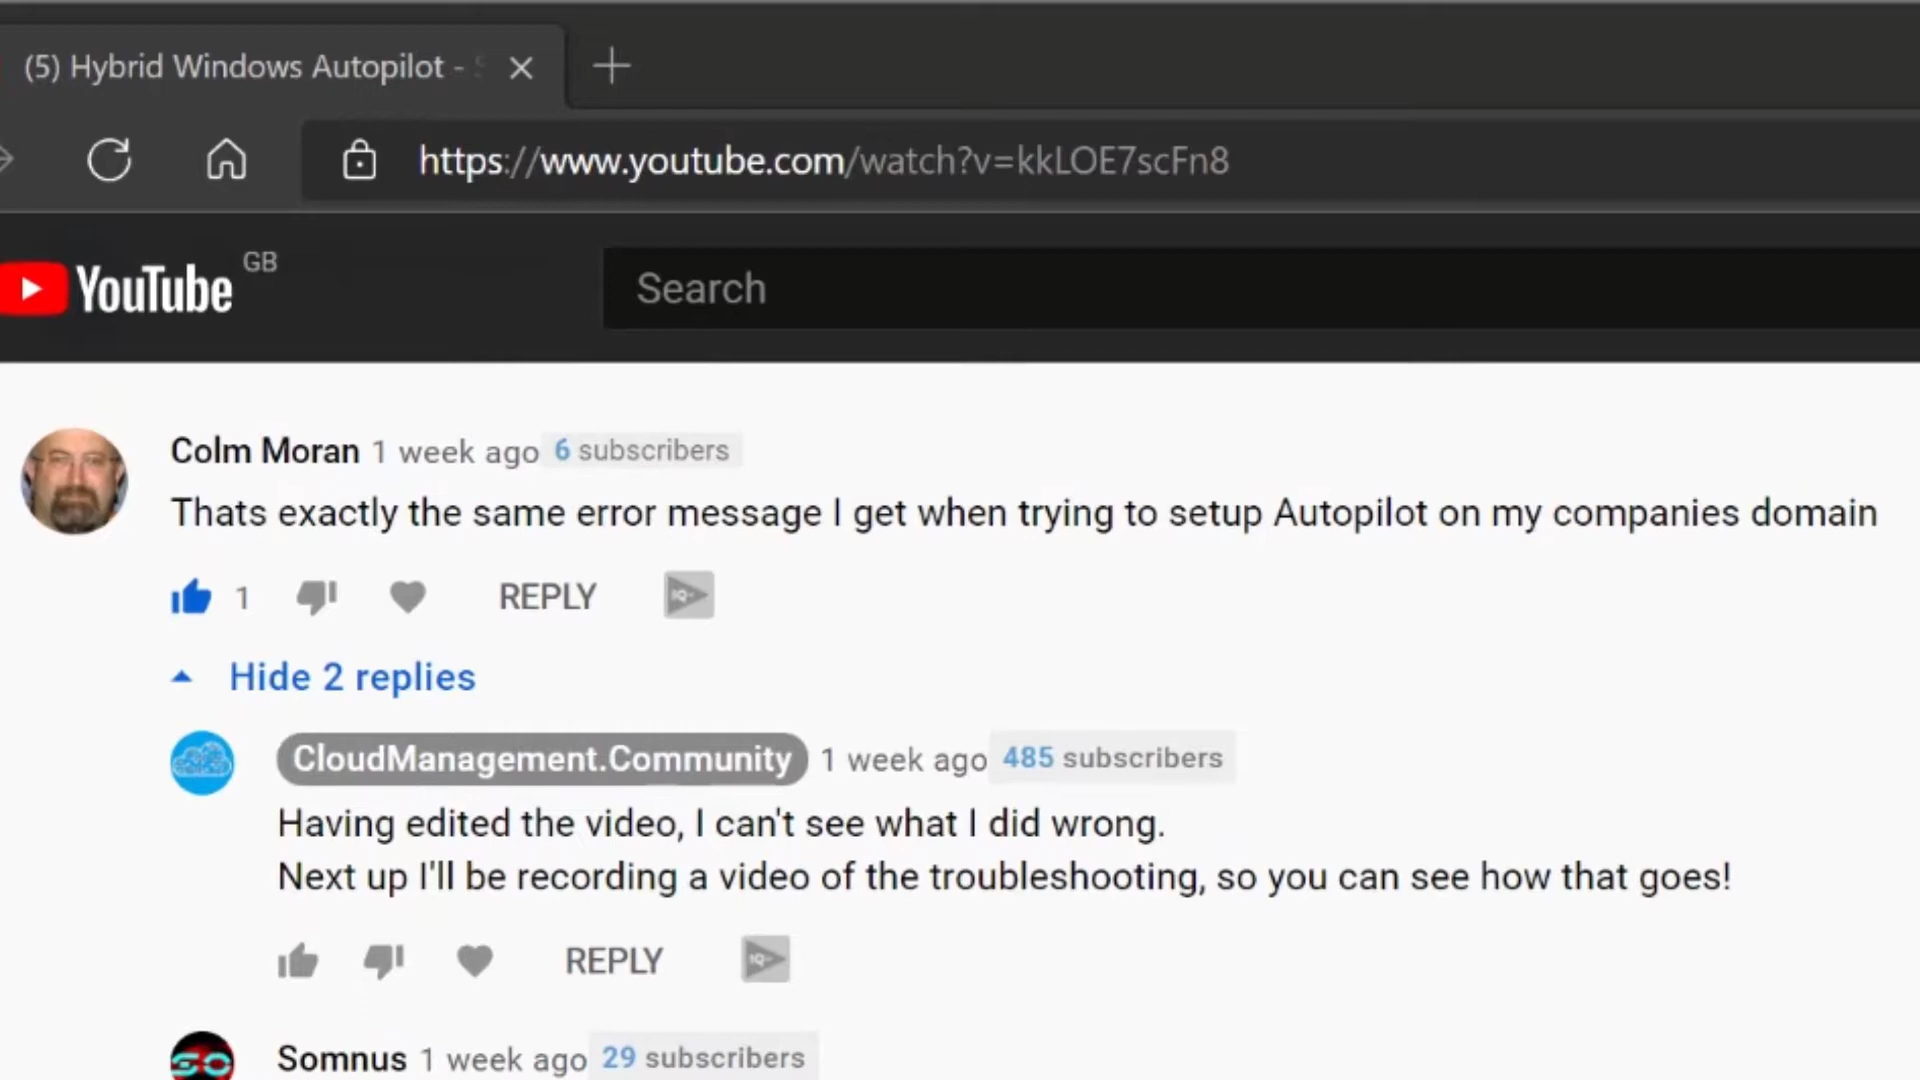 (5) Hybrid Windows Autopilot -
https://www.youtube.com/watch?v=kkLOE7scFn8
YouTube GB
Search
Colm Moran 1 week ago 6 subscribers
Thats exactly the same error message I get when trying to setup Autopilot on my companies domain
1 REPLY
Hide 2 replies
CloudManagement.Community 1 week ago 485 subscribers
Having edited the video, I can't see what I did wrong.
Next up I'll be recording a video of the troubleshooting, so you can see how that goes!
REPLY
Somnus 1 week ago 29 subscribers